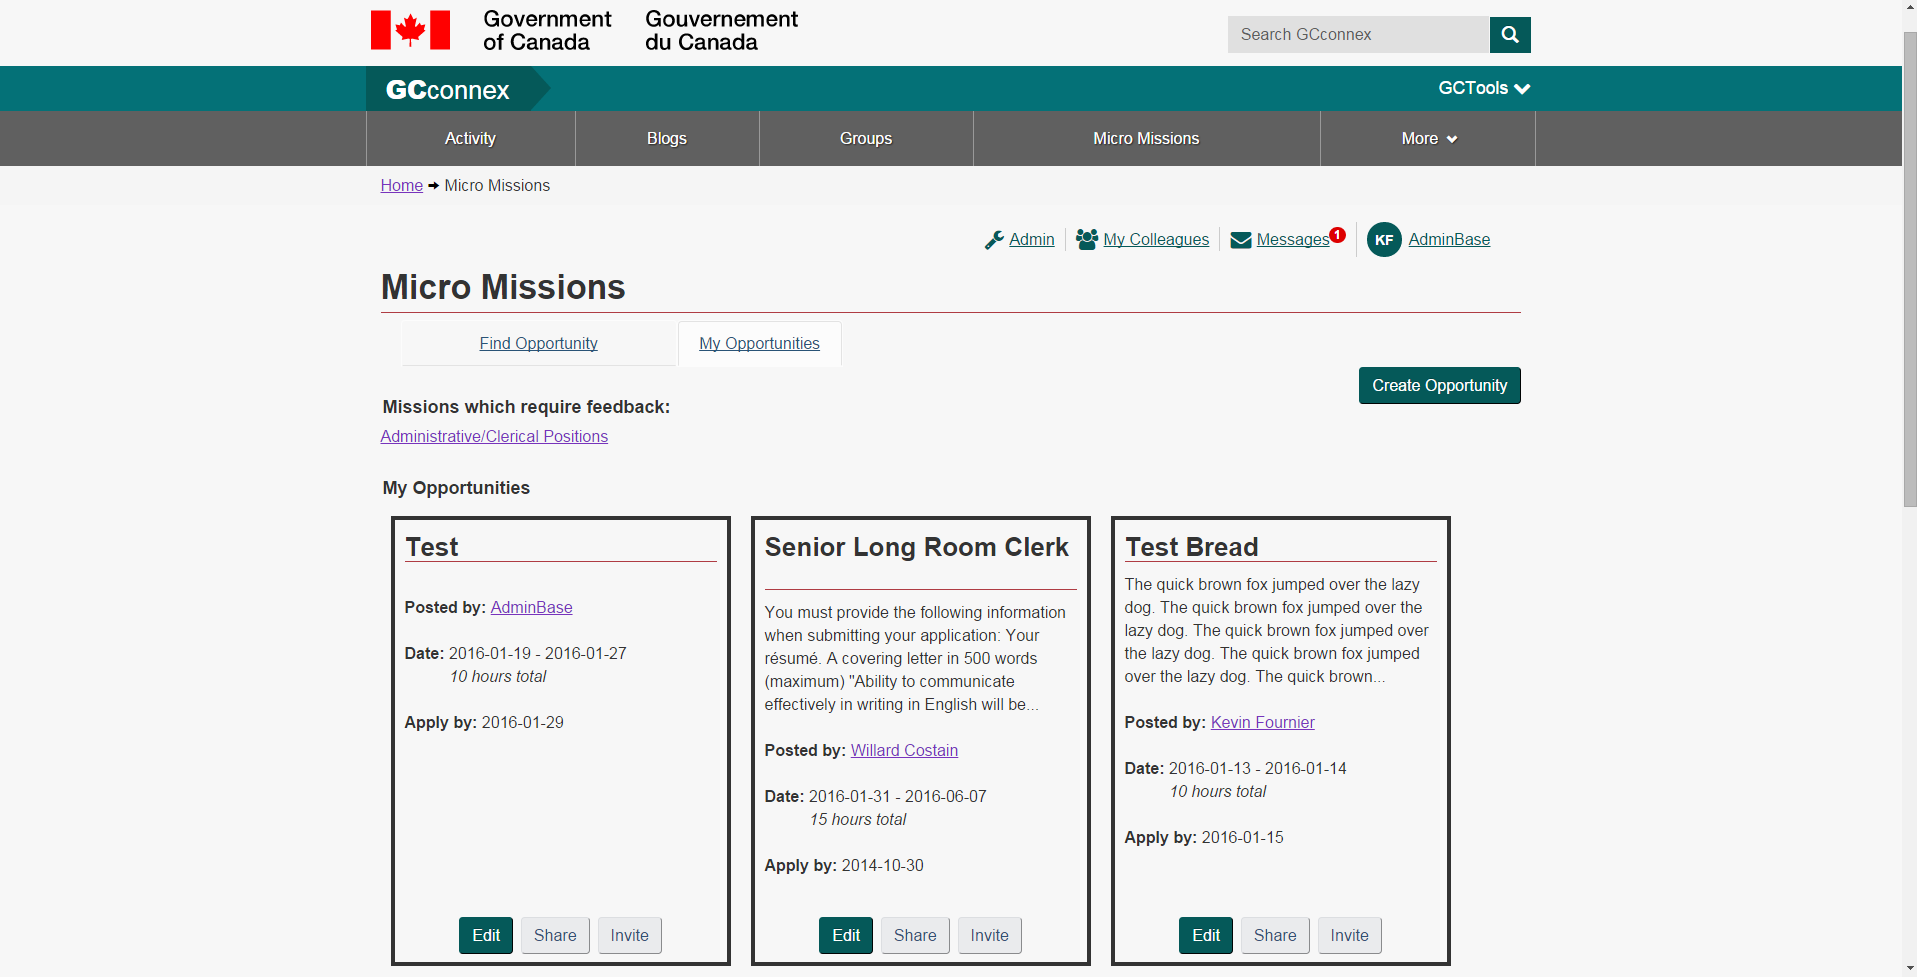 Government
of Canada
Gouvernement
du Canada
Search GCconnex
GCconnex
GCTools
Activity
Blogs
Groups
Micro Missions
More
Home Micro Missions
Admin
My Colleagues
Messages 1
KF
AdminBase
Micro Missions
Find Opportunity
My Opportunities
Create Opportunity
Missions which require feedback:
Administrative/Clerical Positions
My Opportunities
Test
Posted by: AdminBase
Date: 2016-01-19 - 2016-01-27
10 hours total
Apply by: 2016-01-29
Edit
Share
Invite
Senior Long Room Clerk
You must provide the following information
when submitting your application: Your
résumé. A covering letter in 500 words
(maximum) "Ability to communicate
effectively in writing in English will be...
Posted by: Willard Costain
Date: 2016-01-31 - 2016-06-07
15 hours total
Apply by: 2014-10-30
Edit
Share
Invite
Test Bread
The quick brown fox jumped over the lazy
dog. The quick brown fox jumped over the
lazy dog. The quick brown fox jumped over
the lazy dog. The quick brown fox jumped
over the lazy dog. The quick brown...
Posted by: Kevin Fournier
Date: 2016-01-13 - 2016-01-14
10 hours total
Apply by: 2016-01-15
Edit
Share
Invite